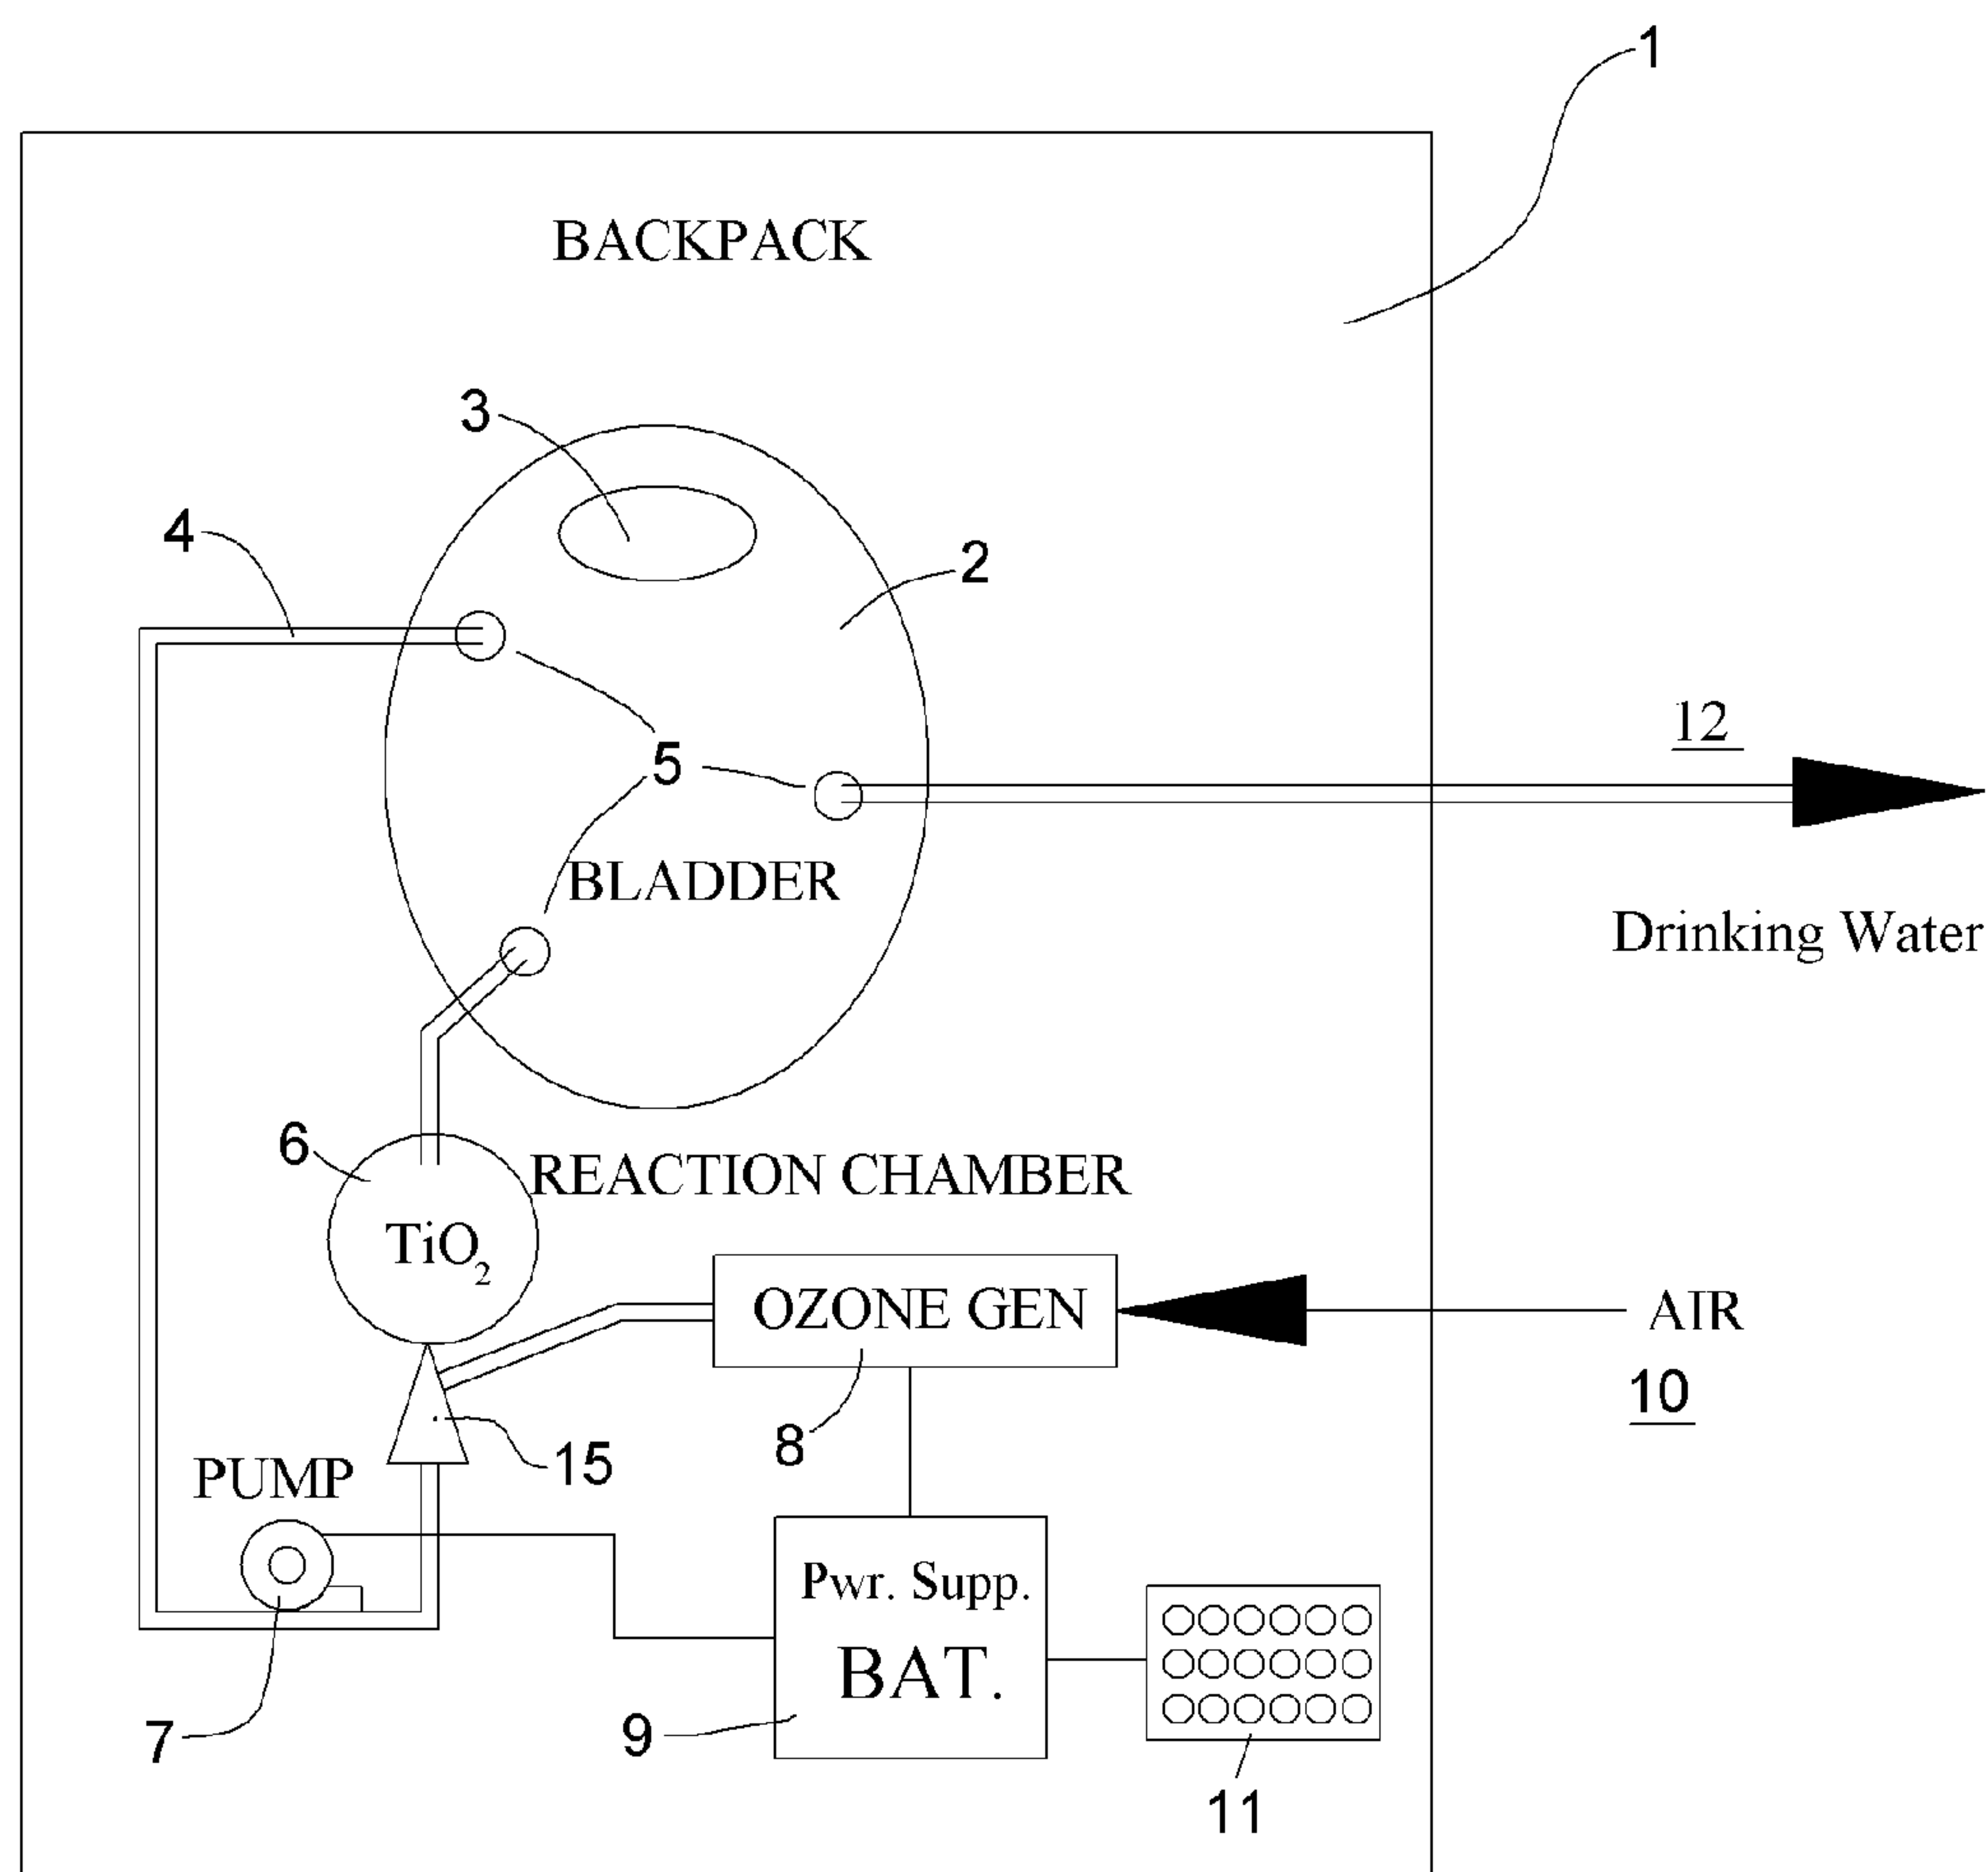 1
BACKPACK
3
4
2
12
5
BLADDER
Drinking Water
6
REACTION CHAMBER
TiO₂
OZONE GEN
AIR
10
8
15
PUMP
Pwr. Supp.
BAT.
7
9
11